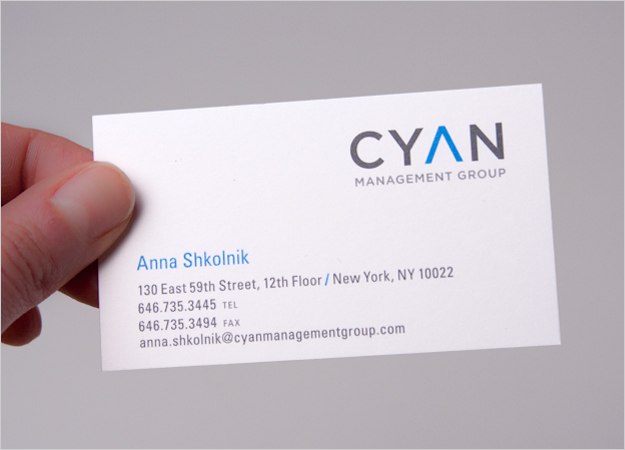 CYAN
MANAGEMENT GROUP
Anna Shkolnik
130 East 59th Street, 12th Floor / New York, NY 10022
646.735.3445 TEL
646.735.3494 FAX
anna.shkolnik@cyanmanagementgroup.com